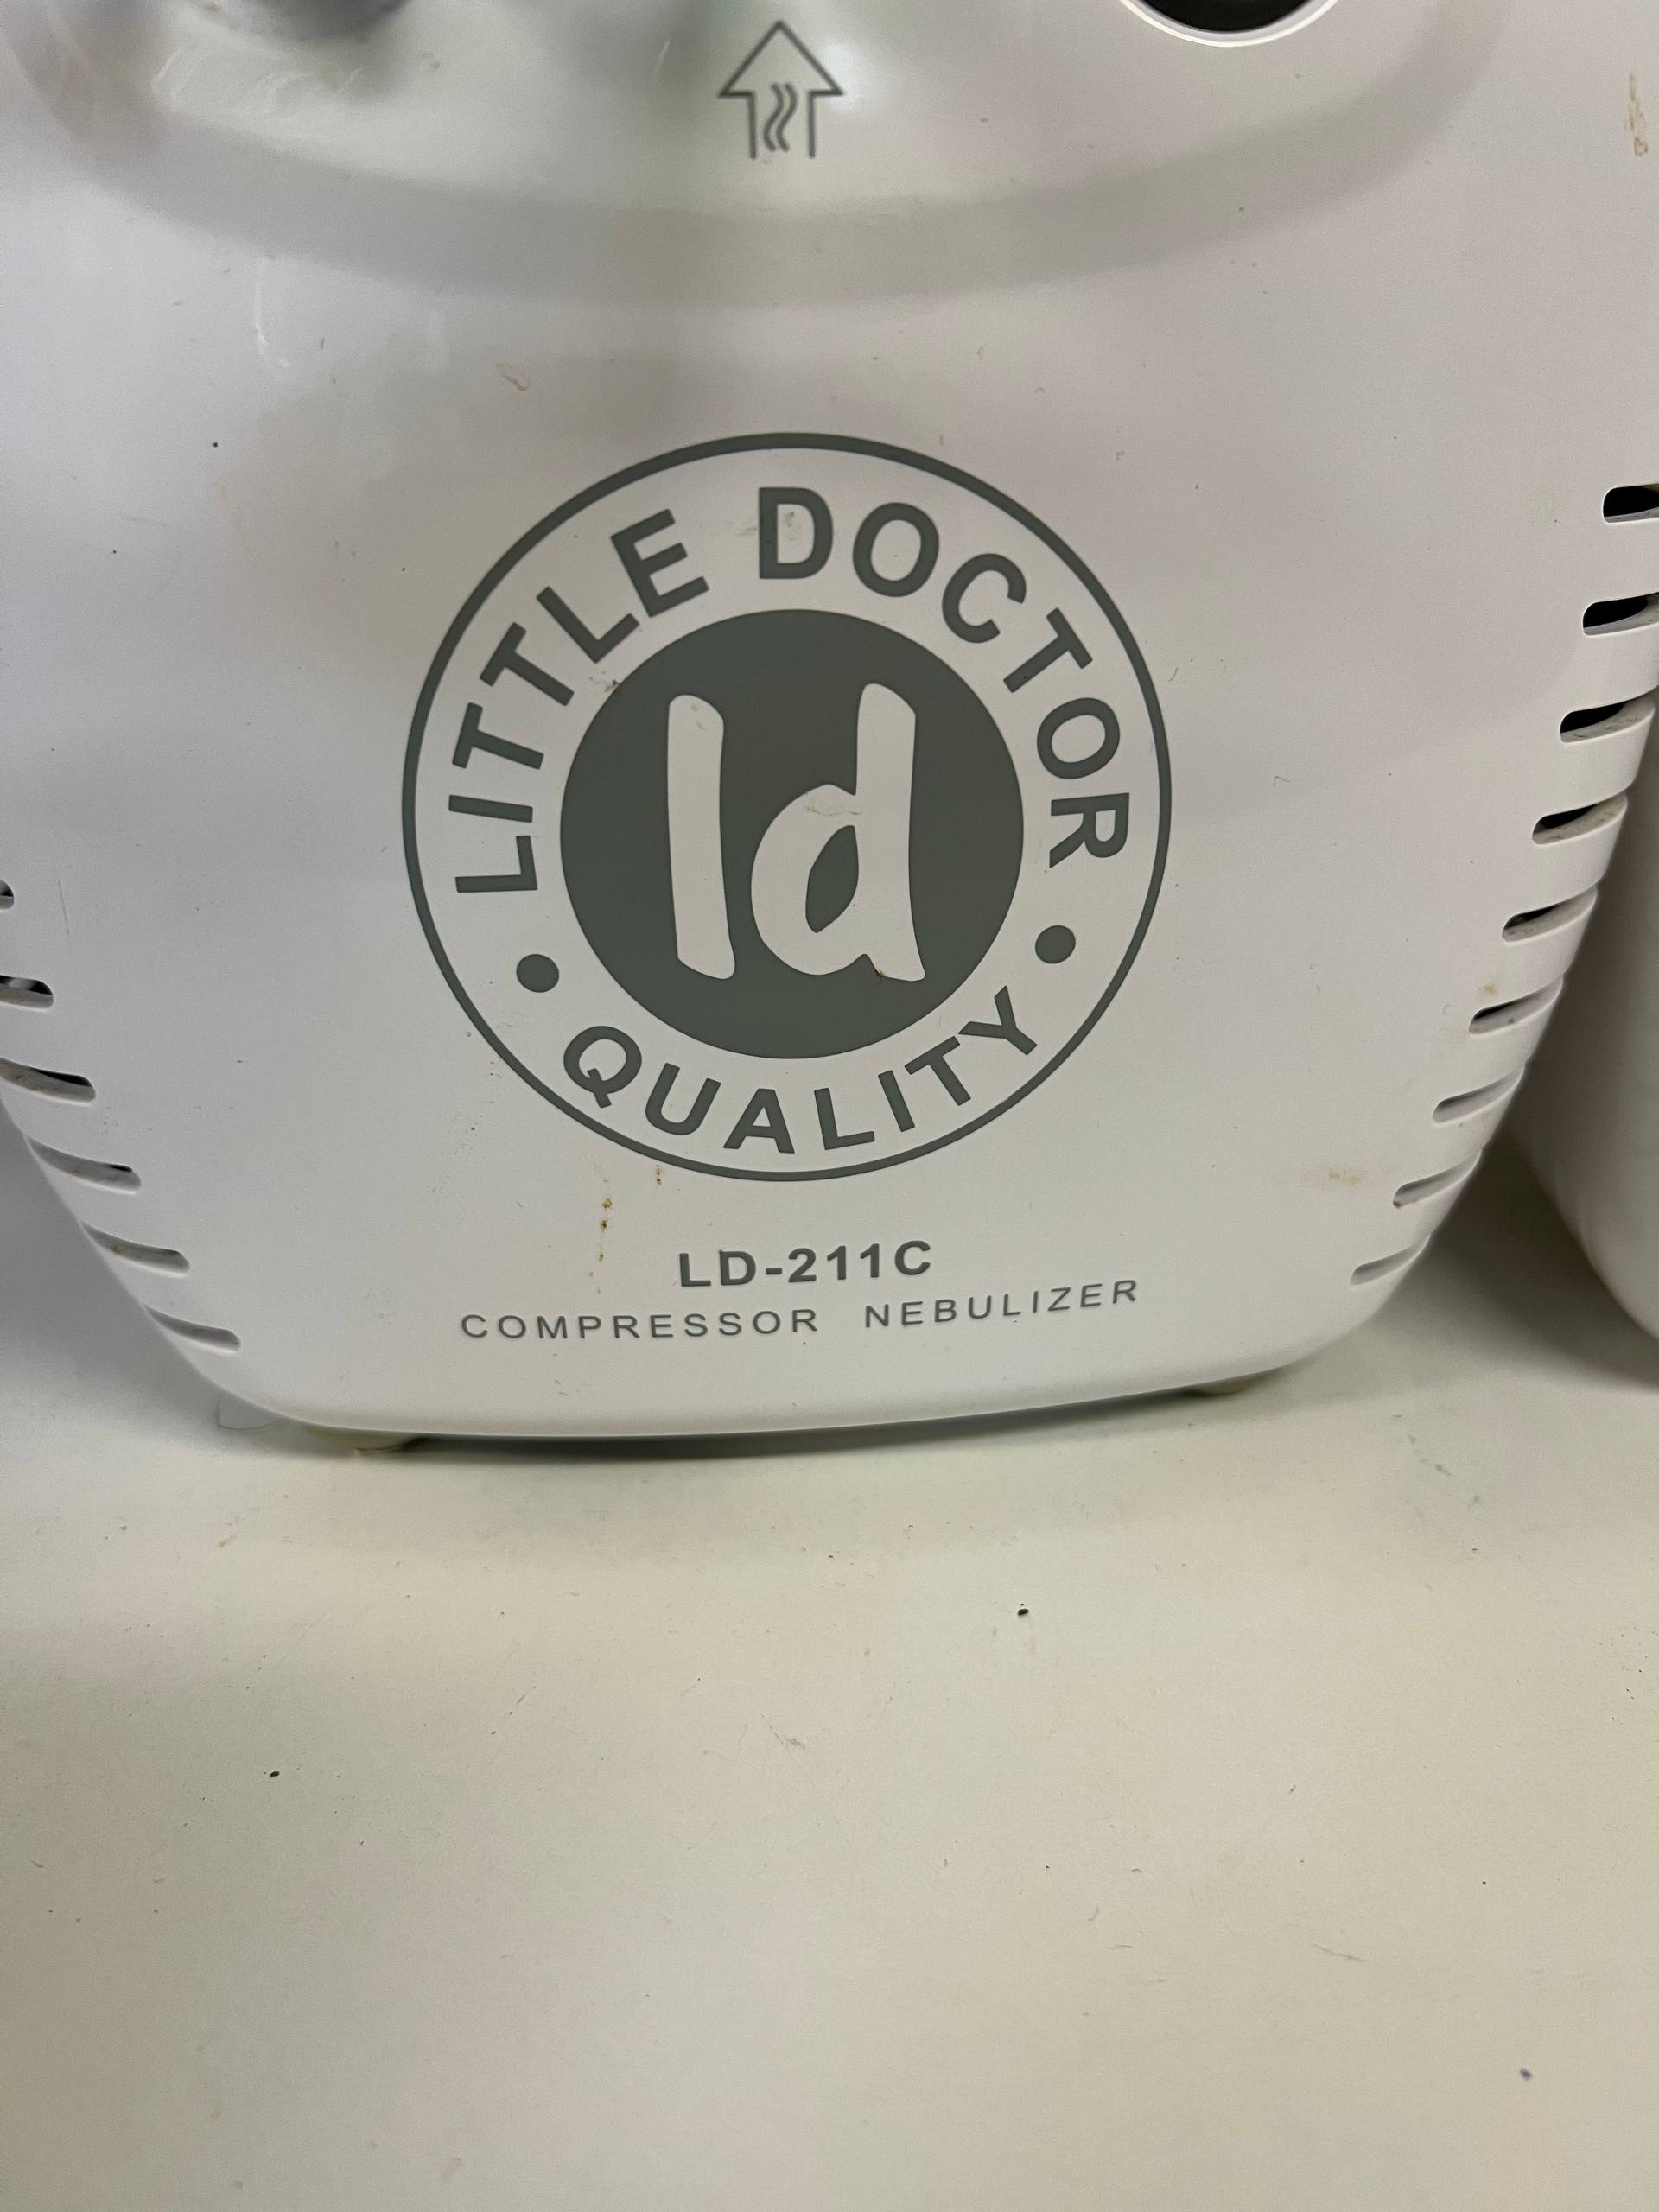 LITTLE DOCTOR
ld
• QUALITY •
LD-211C
COMPRESSOR NEBULIZER